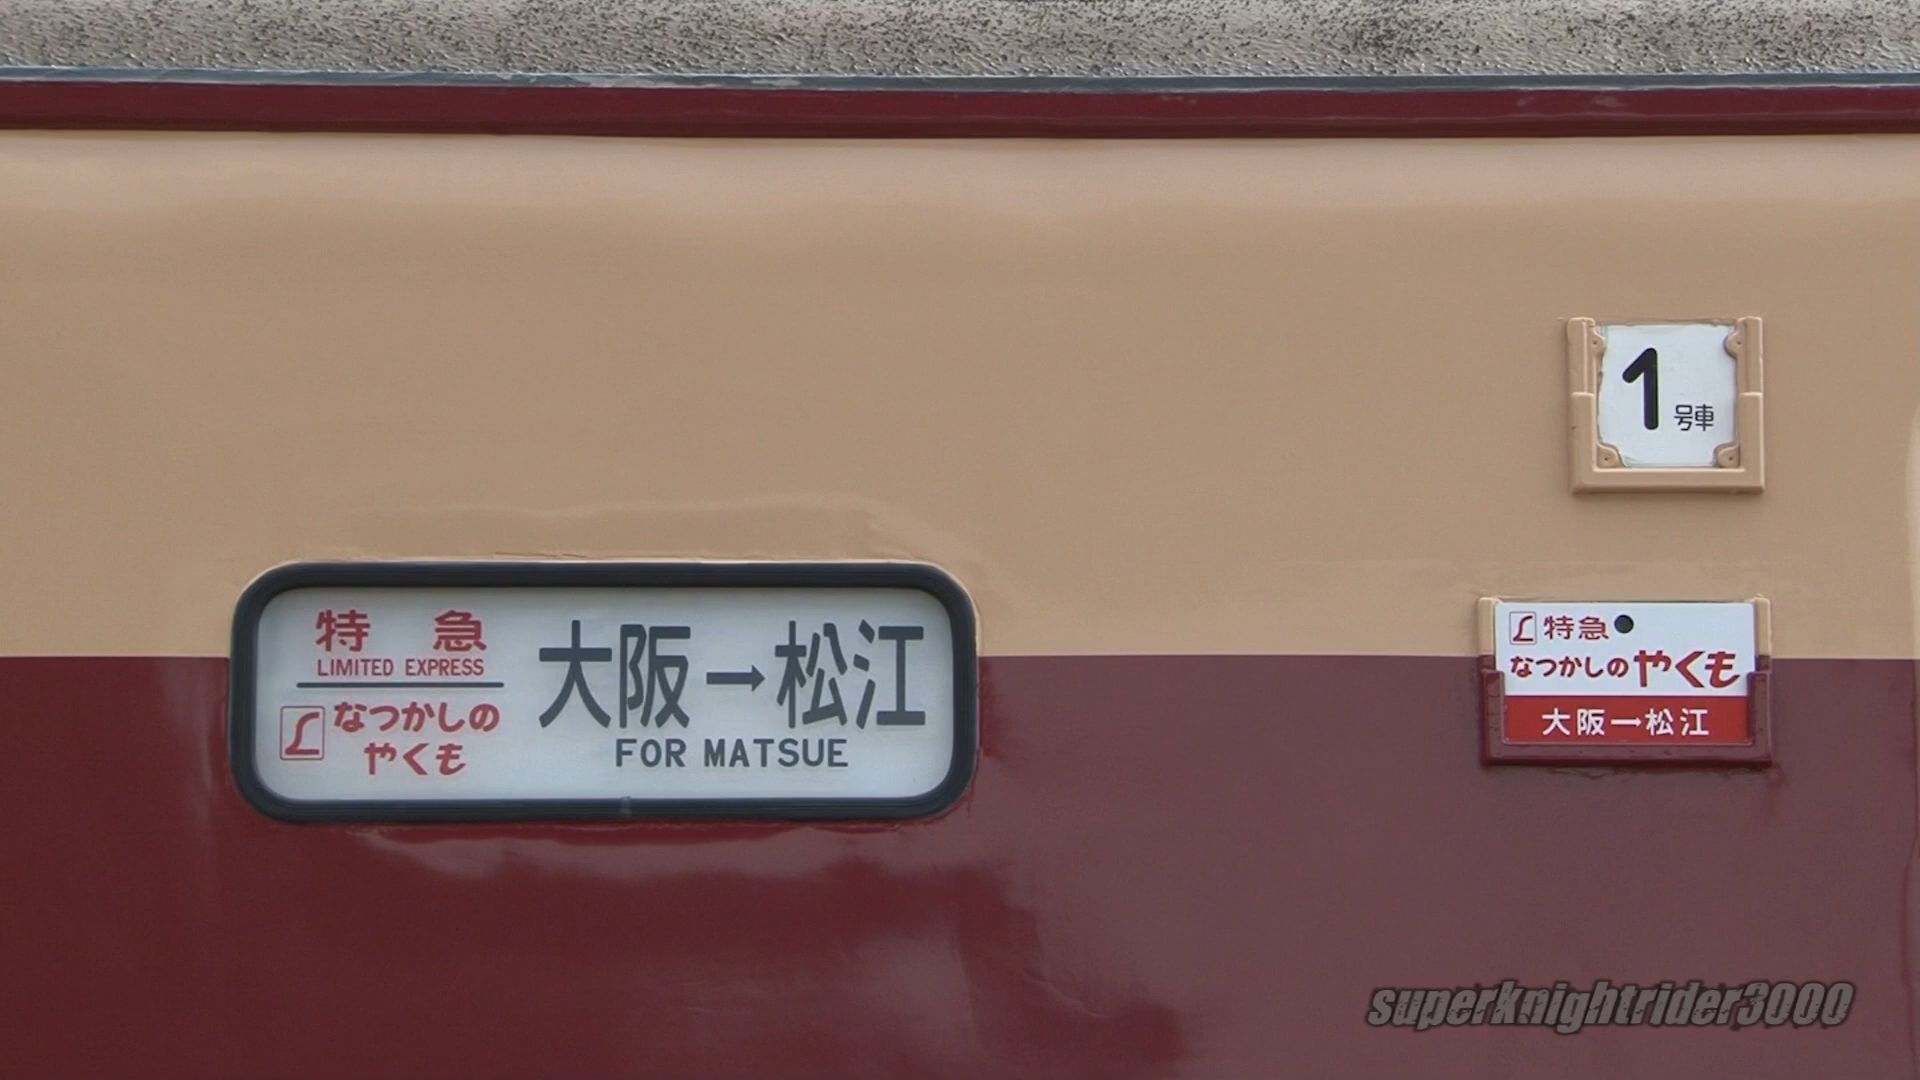 1号車
特急
LIMITED EXPRESS
なつかしの
やくも
大阪→松江
FOR MATSUE
特急
なつかしのやくも
大阪→松江
superknightrider3000